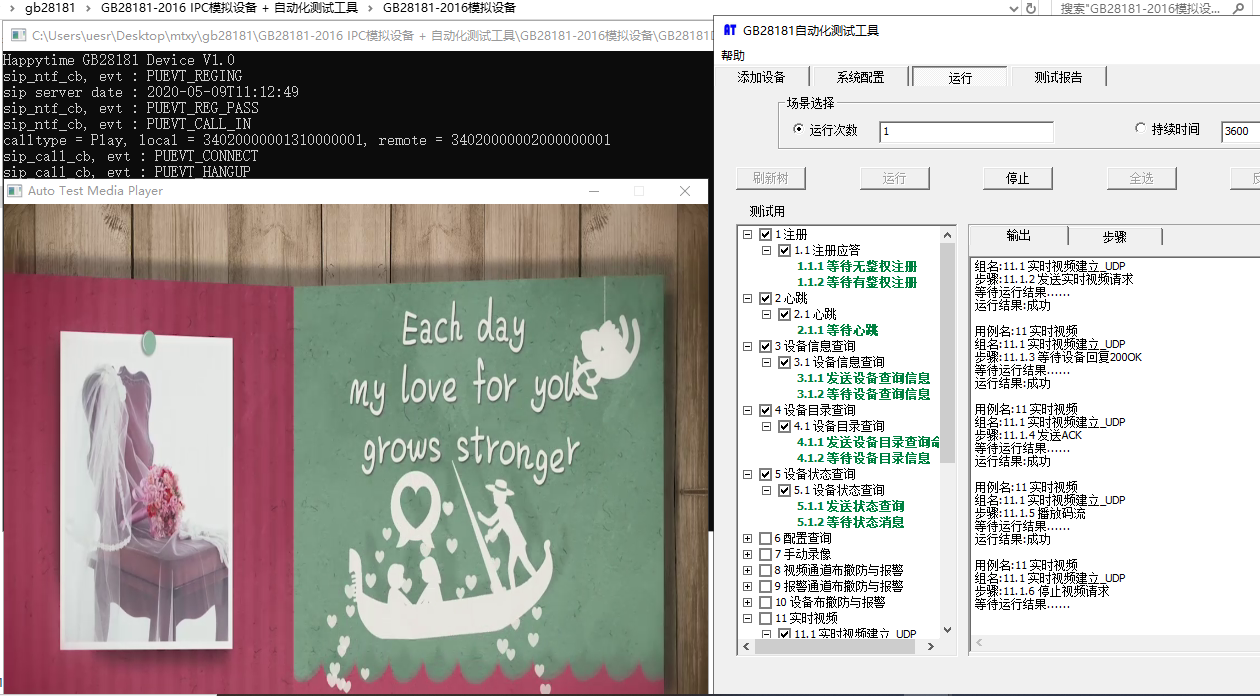 gb28181 › GB28181-2016 IPC模拟设备 + 自动化测试工具 › GB28181-2016模拟设备
搜索"GB28181-2016模拟设...
C:\Users\uesr\Desktop\mtxy\gb28181\GB28181-2016 IPC模拟设备 + 自动化测试工具\GB28181-2016模拟设备\GB28181D
Happytime GB28181 Device V1.0
sip_ntf_cb, evt : PUEVT_REGING
sip server date : 2020-05-09T11:12:49
sip_ntf_cb, evt : PUEVT_REG_PASS
sip_ntf_cb, evt : PUEVT_CALL_IN
calltype = Play, local = 34020000001310000001, remote = 34020000002000000001
sip_call_cb, evt : PUEVT_CONNECT
sip_call_cb, evt : PUEVT_HANGUP
Auto Test Media Player
Each day
my love for you
grows stronger
AT GB28181自动化测试工具
帮助
添加设备 系统配置 运行 测试报告
场景选择
运行次数 1 持续时间 3600
刷新树 运行 停止 全选
测试用
1 注册
1.1 注册应答
1.1.1 等待无鉴权注册
1.1.2 等待有鉴权注册
2 心跳
2.1 心跳
2.1.1 等待心跳
3 设备信息查询
3.1 设备信息查询
3.1.1 发送设备查询信息
3.1.2 等待设备查询信息
4 设备目录查询
4.1 设备目录查询
4.1.1 发送设备目录查询命
4.1.2 等待设备目录信息
5 设备状态查询
5.1 设备状态查询
5.1.1 发送状态查询
5.1.2 等待状态消息
6 配置查询
7 手动录像
8 视频通道布撤防与报警
9 报警通道布撤防与报警
10 设备布撤防与报警
11 实时视频
11.1 实时视频建立_UDP
输出 步骤
组名:11.1 实时视频建立_UDP
步骤:11.1.2 发送实时视频请求
等待运行结果......
运行结果:成功
用例名:11 实时视频
组名:11.1 实时视频建立_UDP
步骤:11.1.3 等待设备回复200OK
等待运行结果......
运行结果:成功
用例名:11 实时视频
组名:11.1 实时视频建立_UDP
步骤:11.1.4 发送ACK
等待运行结果......
运行结果:成功
用例名:11 实时视频
组名:11.1 实时视频建立_UDP
步骤:11.1.5 播放码流
等待运行结果......
运行结果:成功
用例名:11 实时视频
组名:11.1 实时视频建立_UDP
步骤:11.1.6 停止视频请求
等待运行结果......